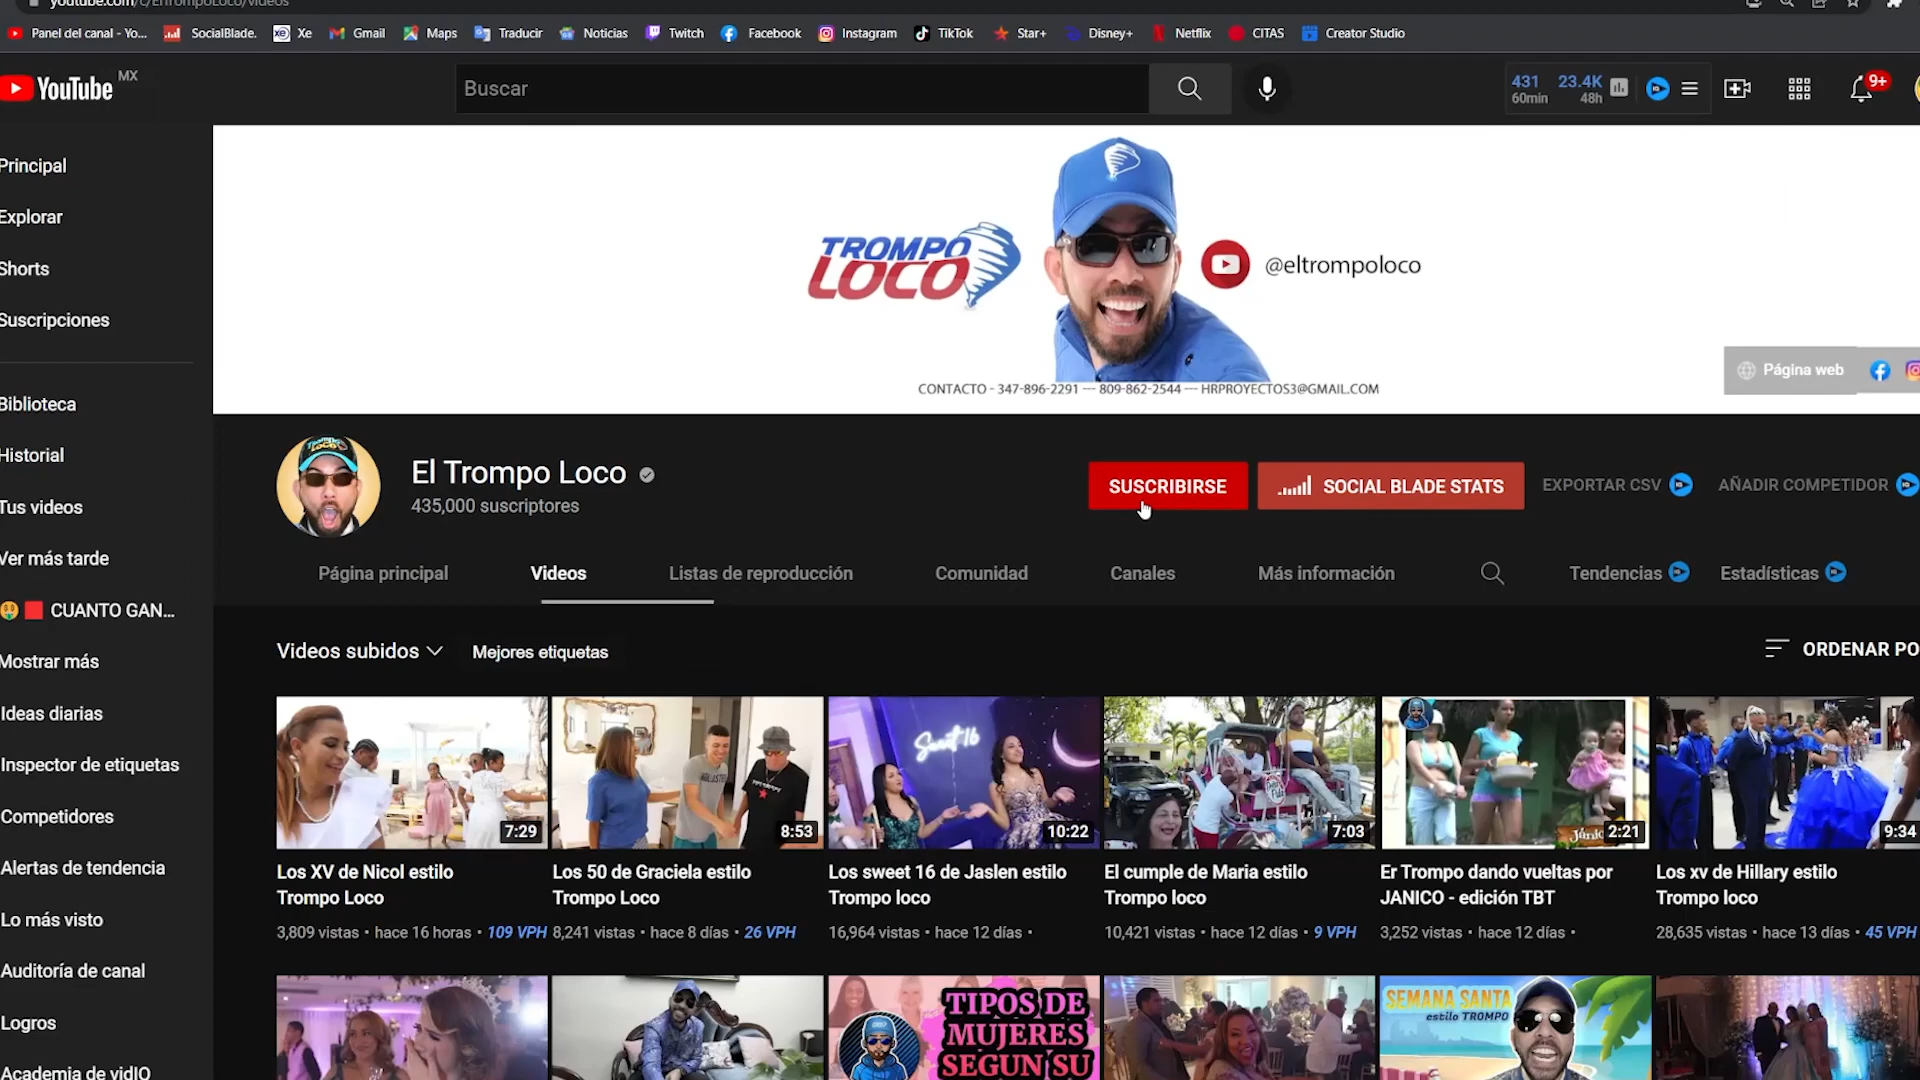 youtube.com/c/ElTrompoLoco/videos
Panel del canal - Yo...
SocialBlade.
Xe
Gmail
Maps
Traducir
Noticias
Twitch
Facebook
Instagram
TikTok
Star+
Disney+
Netflix
CITAS
Creator Studio
YouTube MX
Buscar
431
60min
23.4K
48h
9+
Principal
Explorar
Shorts
Suscripciones
Biblioteca
Historial
Tus videos
Ver más tarde
CUANTO GAN...
Mostrar más
Ideas diarias
Inspector de etiquetas
Competidores
Alertas de tendencia
Lo más visto
Auditoría de canal
Logros
Academia de vidIQ
TROMPO
LOCO
@eltrompoloco
CONTACTO - 347-896-2291 --- 809-862-2544 --- HRPROYECTOS3@GMAIL.COM
Página web
El Trompo Loco
435,000 suscriptores
SUSCRIBIRSE
SOCIAL BLADE STATS
EXPORTAR CSV
AÑADIR COMPETIDOR
Página principal
Videos
Listas de reproducción
Comunidad
Canales
Más información
Tendencias
Estadísticas
Videos subidos
Mejores etiquetas
ORDENAR PO
7:29
Los XV de Nicol estilo
Trompo Loco
3,809 vistas • hace 16 horas • 109 VPH
8:53
Los 50 de Graciela estilo
Trompo Loco
8,241 vistas • hace 8 días • 26 VPH
Sweet 16
10:22
Los sweet 16 de Jaslen estilo
Trompo loco
16,964 vistas • hace 12 días •
7:03
El cumple de Maria estilo
Trompo loco
10,421 vistas • hace 12 días • 9 VPH
2:21
Er Trompo dando vueltas por
JANICO - edición TBT
3,252 vistas • hace 12 días •
9:34
Los xv de Hillary estilo
Trompo loco
28,635 vistas • hace 13 días • 45 VPH
TIPOS DE
MUJERES
SEGUN SU
SEMANA SANTA
estilo TROMPO